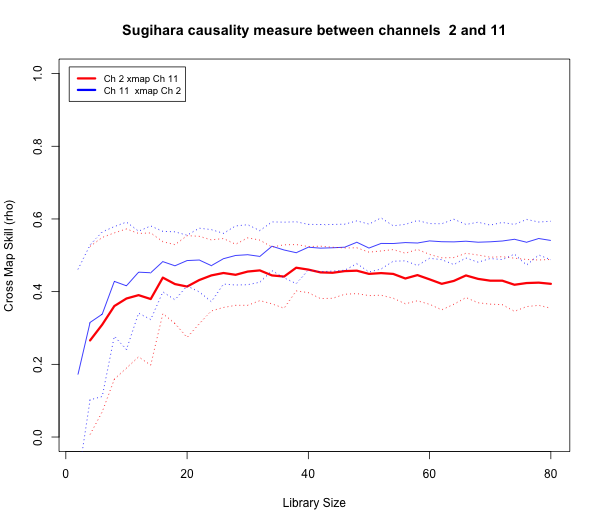 Sugihara causality measure between channels  2 and 11
Ch 2 xmap Ch 11
Ch 11  xmap Ch 2
Cross Map Skill (rho)
1.0
0.8
0.6
0.4
0.2
0.0
0 20 40 60 80
Library Size